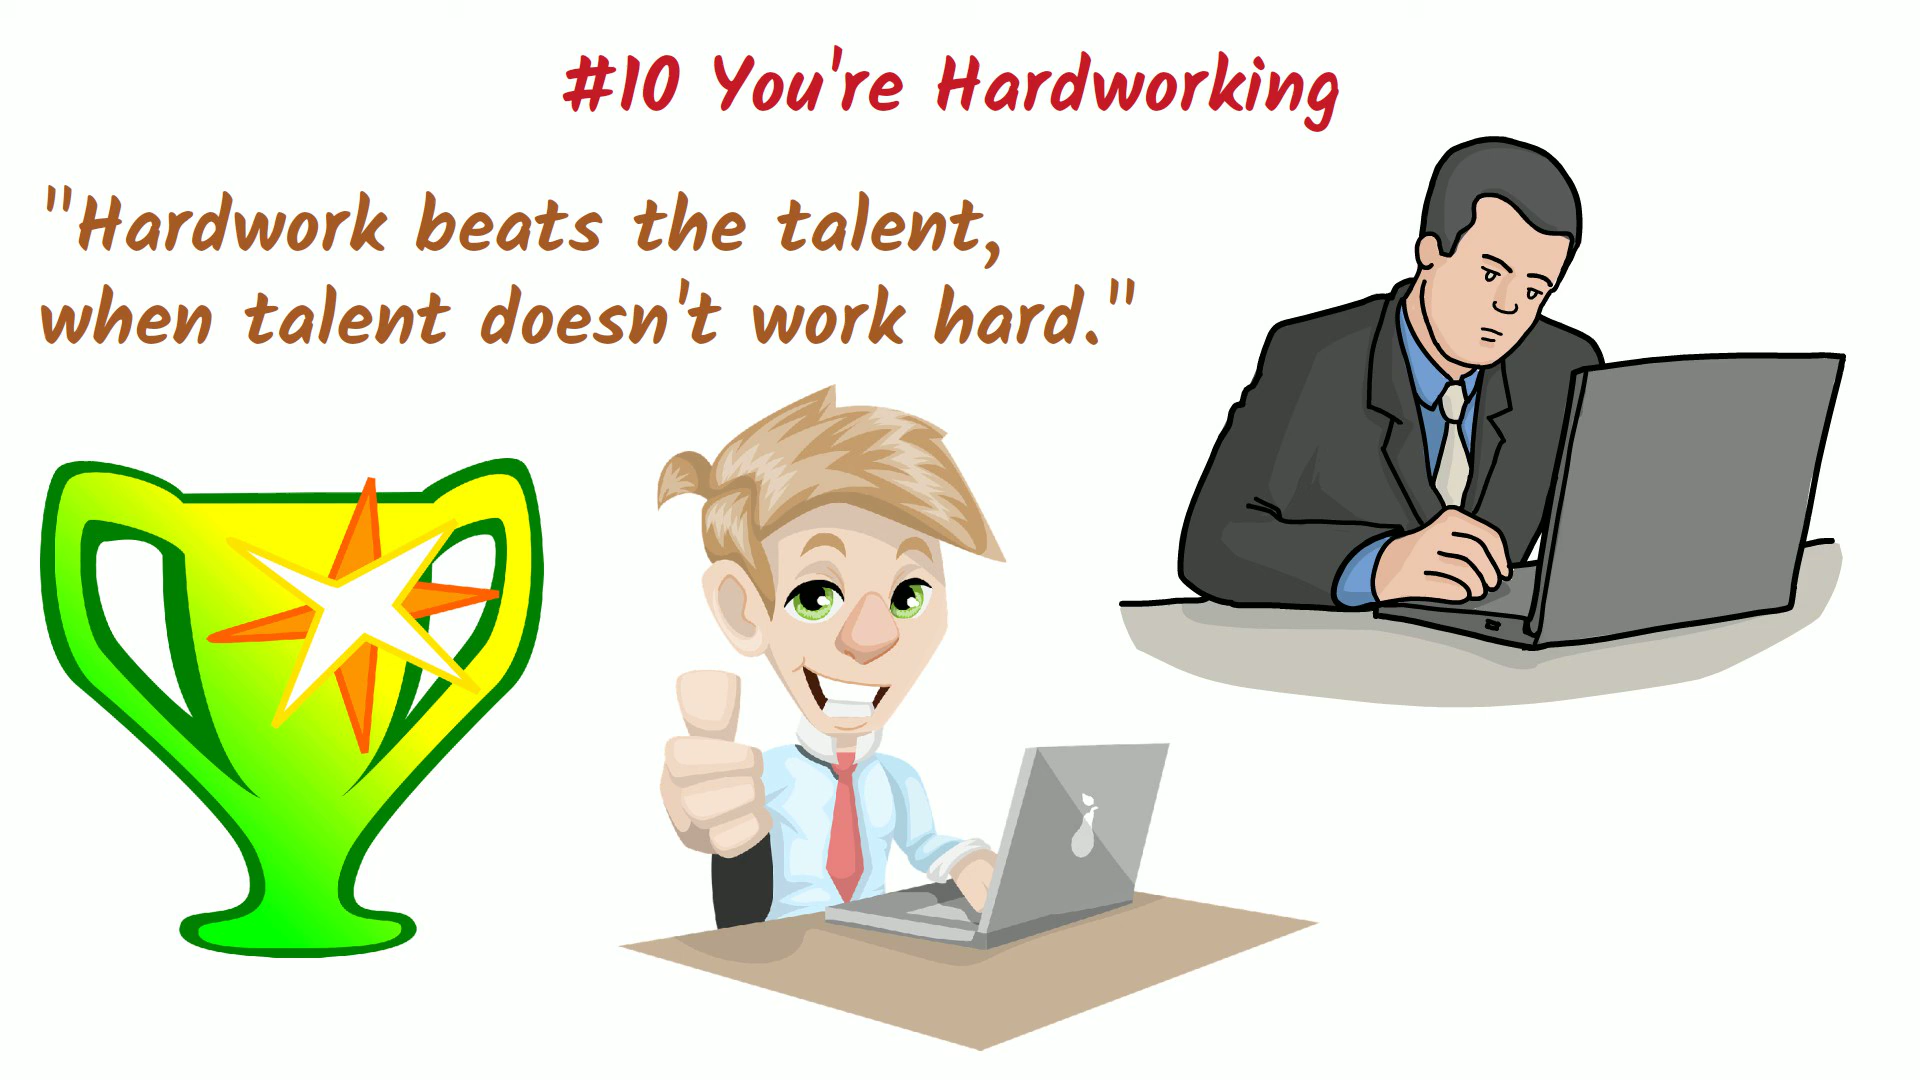 #10 You're Hardworking
"Hardwork beats the talent,
when talent doesn't work hard."